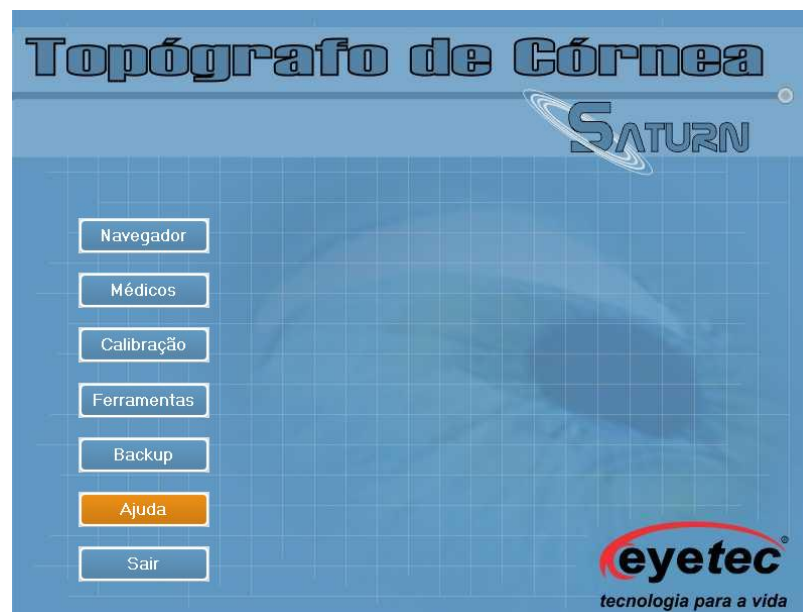 Topógrafo de Córnea
SATURN
Navegador
Médicos
Calibração
Ferramentas
Backup
Ajuda
Sair
eyetec®
tecnologia para a vida